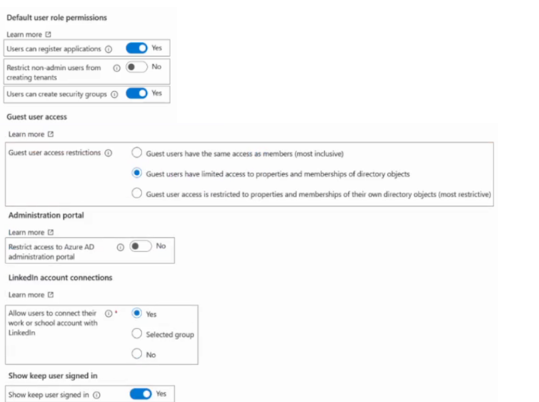 Default user role permissions
Learn more
Users can register applications Yes
Restrict non-admin users from No
creating tenants
Users can create security groups Yes
Guest user access
Learn more
Guest user access restrictions Guest users have the same access as members (most inclusive)
Guest users have limited access to properties and memberships of directory objects
Guest user access is restricted to properties and memberships of their own directory objects (most restrictive)
Administration portal
Learn more
Restrict access to Azure AD No
administration portal
LinkedIn account connections
Learn more
Allow users to connect their * Yes
work or school account with
LinkedIn Selected group
No
Show keep user signed in
Show keep user signed in Yes